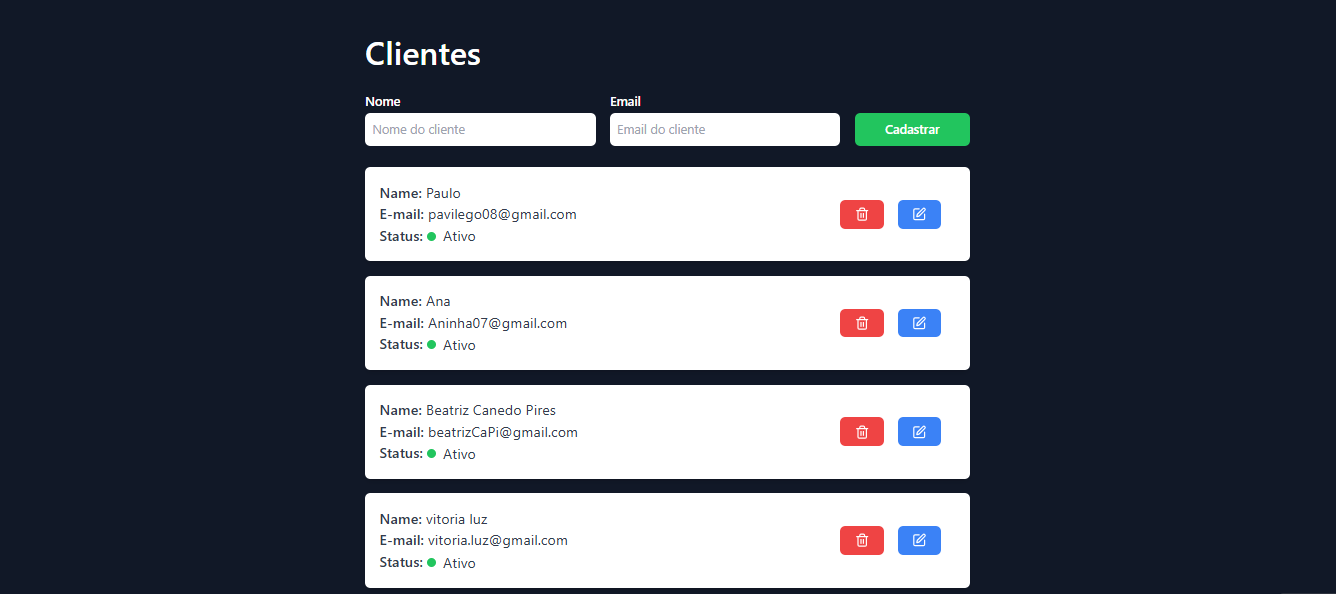 Clientes
Nome Email
Nome do cliente Email do cliente Cadastrar
Name: Paulo
E-mail: pavilego08@gmail.com
Status: Ativo
Name: Ana
E-mail: Aninha07@gmail.com
Status: Ativo
Name: Beatriz Canedo Pires
E-mail: beatrizCaPi@gmail.com
Status: Ativo
Name: vitoria luz
E-mail: vitoria.luz@gmail.com
Status: Ativo